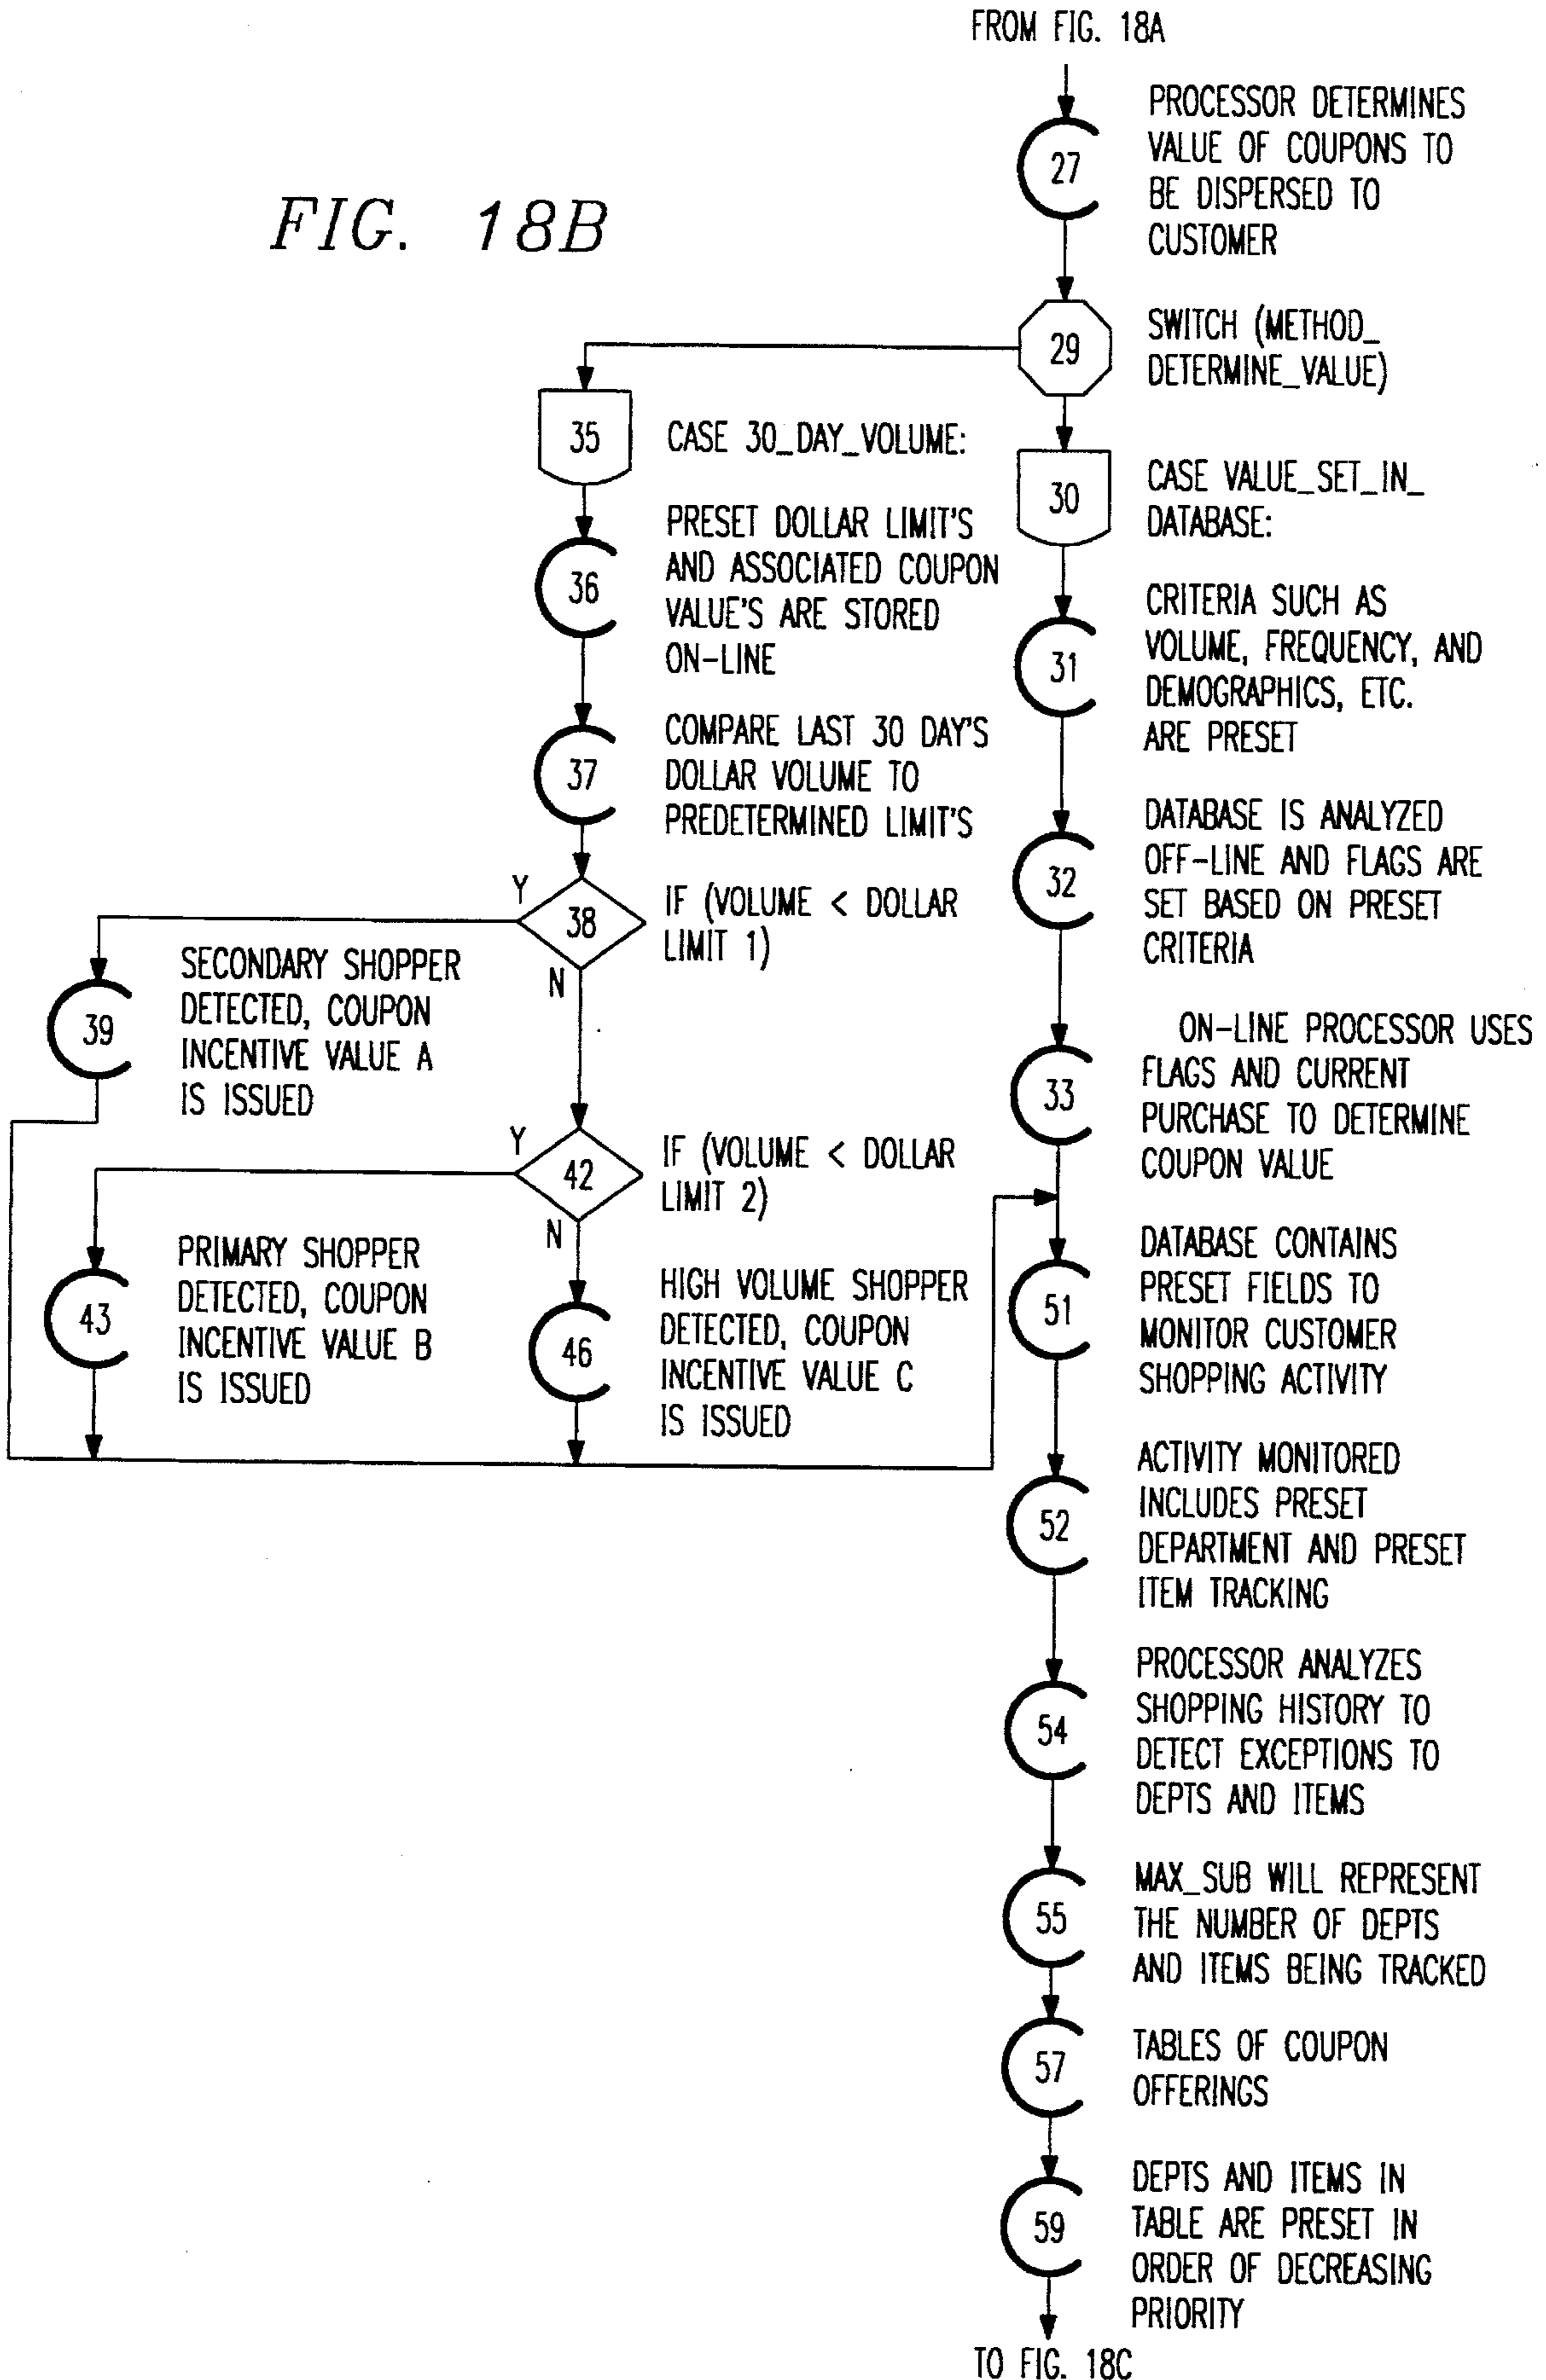 FROM FIG. 18A
FIG. 18B
27
PROCESSOR DETERMINES
VALUE OF COUPONS TO
BE DISPERSED TO
CUSTOMER
29
SWITCH (METHOD_
DETERMINE_VALUE)
35
CASE 30_DAY_VOLUME:
30
CASE VALUE_SET_IN_
DATABASE:
36
PRESET DOLLAR LIMIT'S
AND ASSOCIATED COUPON
VALUE'S ARE STORED
ON-LINE
31
CRITERIA SUCH AS
VOLUME, FREQUENCY, AND
DEMOGRAPHICS, ETC.
ARE PRESET
37
COMPARE LAST 30 DAY'S
DOLLAR VOLUME TO
PREDETERMINED LIMIT'S
32
DATABASE IS ANALYZED
OFF-LINE AND FLAGS ARE
SET BASED ON PRESET
CRITERIA
Y
38
N
IF (VOLUME < DOLLAR
LIMIT 1)
39
SECONDARY SHOPPER
DETECTED, COUPON
INCENTIVE VALUE A
IS ISSUED
33
ON-LINE PROCESSOR USES
FLAGS AND CURRENT
PURCHASE TO DETERMINE
COUPON VALUE
Y
42
N
IF (VOLUME < DOLLAR
LIMIT 2)
43
PRIMARY SHOPPER
DETECTED, COUPON
INCENTIVE VALUE B
IS ISSUED
46
HIGH VOLUME SHOPPER
DETECTED, COUPON
INCENTIVE VALUE C
IS ISSUED
51
DATABASE CONTAINS
PRESET FIELDS TO
MONITOR CUSTOMER
SHOPPING ACTIVITY
52
ACTIVITY MONITORED
INCLUDES PRESET
DEPARTMENT AND PRESET
ITEM TRACKING
54
PROCESSOR ANALYZES
SHOPPING HISTORY TO
DETECT EXCEPTIONS TO
DEPTS AND ITEMS
55
MAX_SUB WILL REPRESENT
THE NUMBER OF DEPTS
AND ITEMS BEING TRACKED
57
TABLES OF COUPON
OFFERINGS
59
DEPTS AND ITEMS IN
TABLE ARE PRESET IN
ORDER OF DECREASING
PRIORITY
TO FIG. 18C